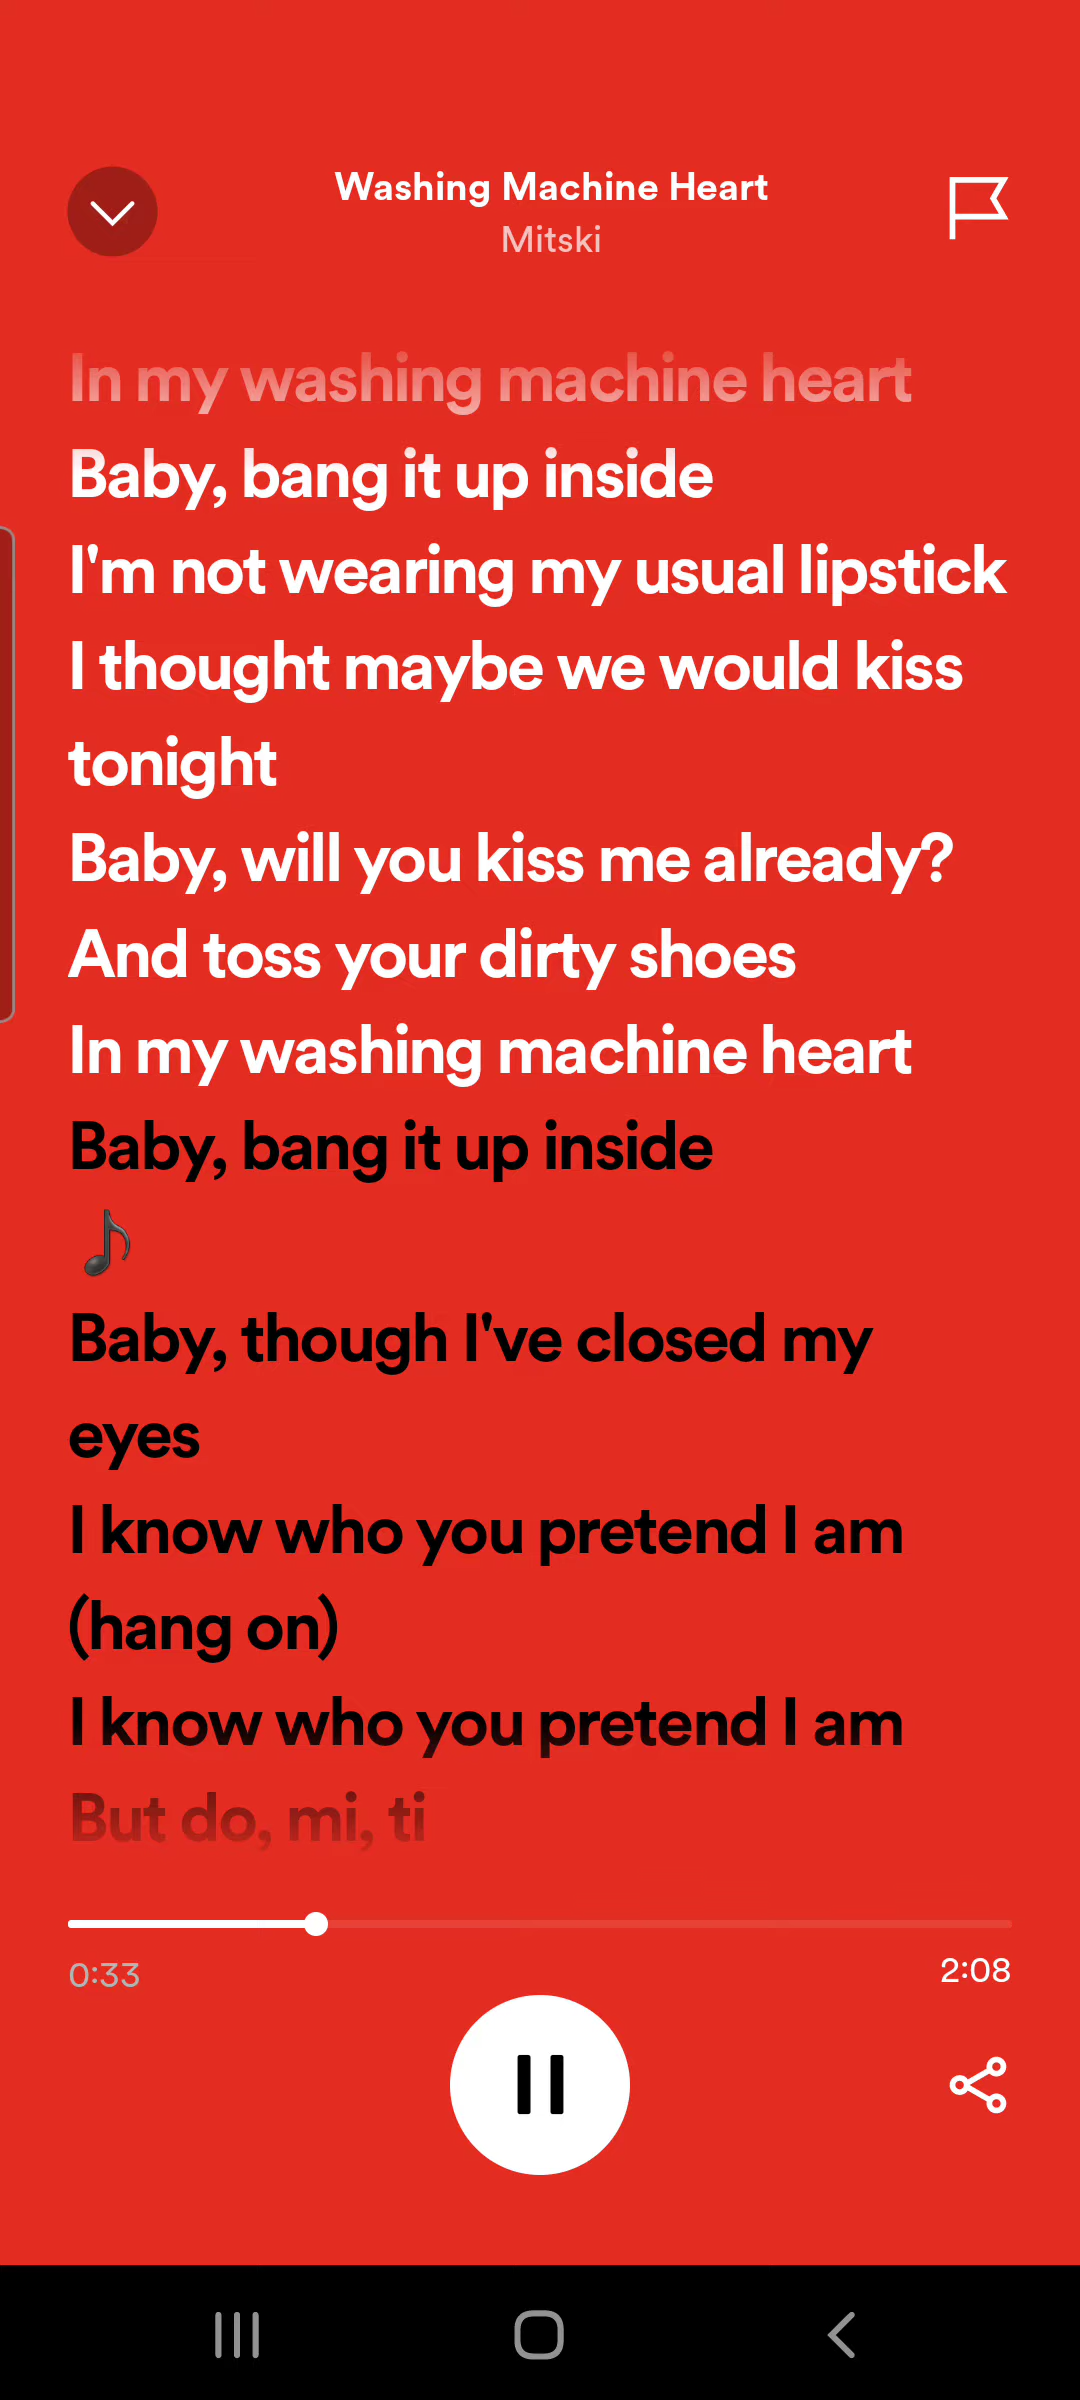 Washing Machine Heart
Mitski
In my washing machine heart
Baby, bang it up inside
I'm not wearing my usual lipstick
I thought maybe we would kiss
tonight
Baby, will you kiss me already?
And toss your dirty shoes
In my washing machine heart
Baby, bang it up inside
♪
Baby, though I've closed my
eyes
I know who you pretend I am
(hang on)
I know who you pretend I am
But do, mi, ti
0:33
2:08